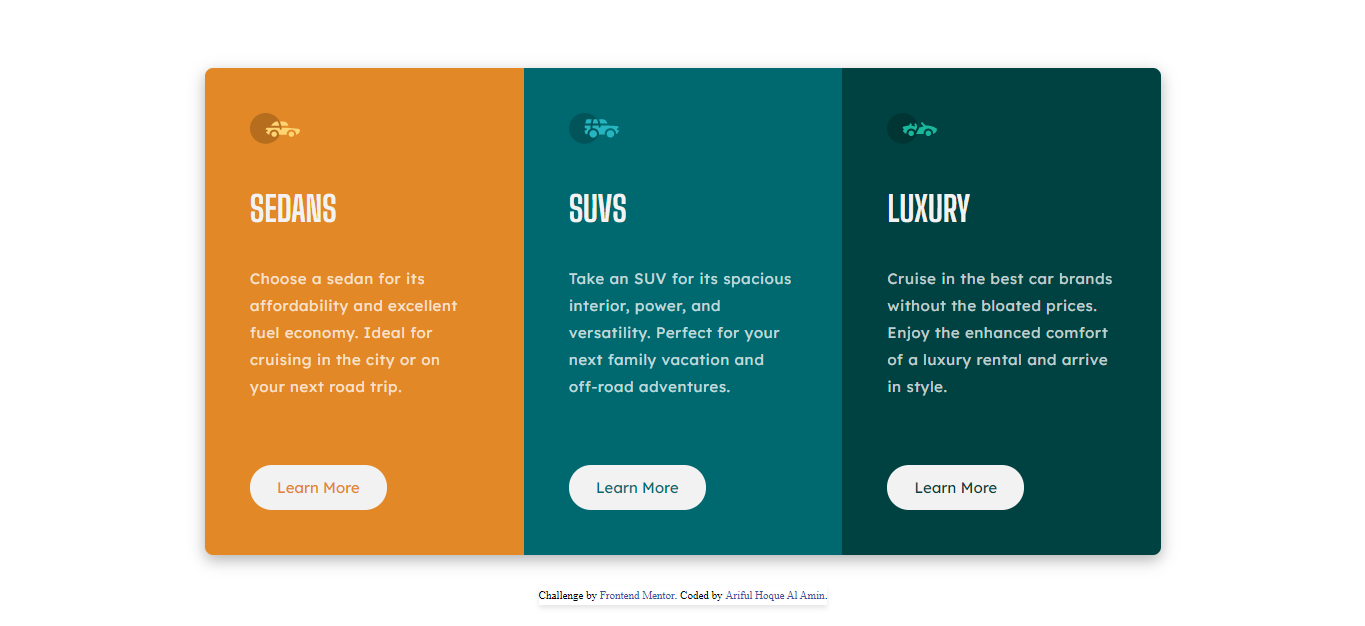 SEDANS
Choose a sedan for its
affordability and excellent
fuel economy. Ideal for
cruising in the city or on
your next road trip.
Learn More
SUVS
Take an SUV for its spacious
interior, power, and
versatility. Perfect for your
next family vacation and
off-road adventures.
Learn More
LUXURY
Cruise in the best car brands
without the bloated prices.
Enjoy the enhanced comfort
of a luxury rental and arrive
in style.
Learn More
Challenge by Frontend Mentor. Coded by Ariful Hoque Al Amin.